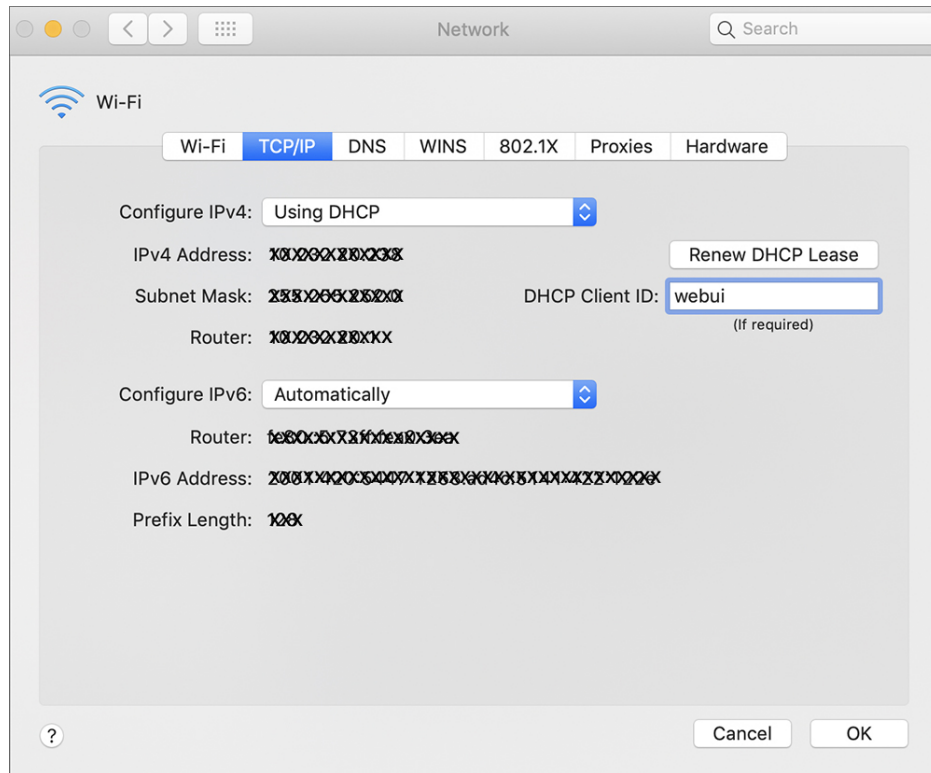 Network
Search
Wi-Fi
Wi-Fi TCP/IP DNS WINS 802.1X Proxies Hardware
Configure IPv4: Using DHCP
IPv4 Address: Renew DHCP Lease
Subnet Mask: DHCP Client ID: webui
(If required)
Router:
Configure IPv6: Automatically
Router:
IPv6 Address:
Prefix Length:
? Cancel OK